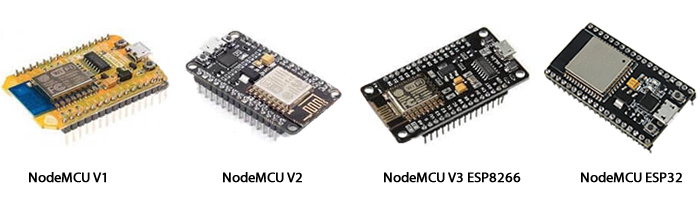 NodeMCU V1
NodeMCU V2
NodeMCU V3 ESP8266
NodeMCU ESP32